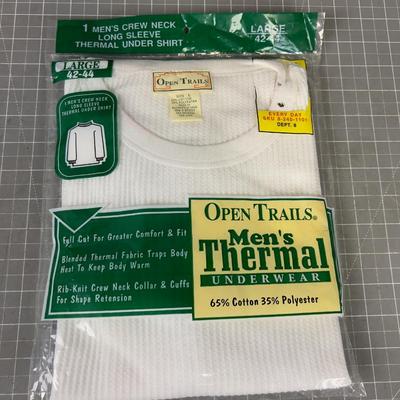 1 MEN'S CREW NECK
LONG SLEEVE
THERMAL UNDER SHIRT
LARGE
42-44
LARGE
42-44
1 MEN'S CREW NECK
LONG SLEEVE
THERMAL UNDER SHIRT
OPEN TRAILS
SIZE L
EVERY DAY
DEPT. 8
Full Cut For Greater Comfort & Fit
Blended Thermal Fabric Traps Body
Heat To Keep Body Warm
Rib-Knit Crew Neck Collar & Cuffs
For Shape Retension
OPEN TRAILS®
Men's
Thermal
UNDERWEAR
65% Cotton 35% Polyester